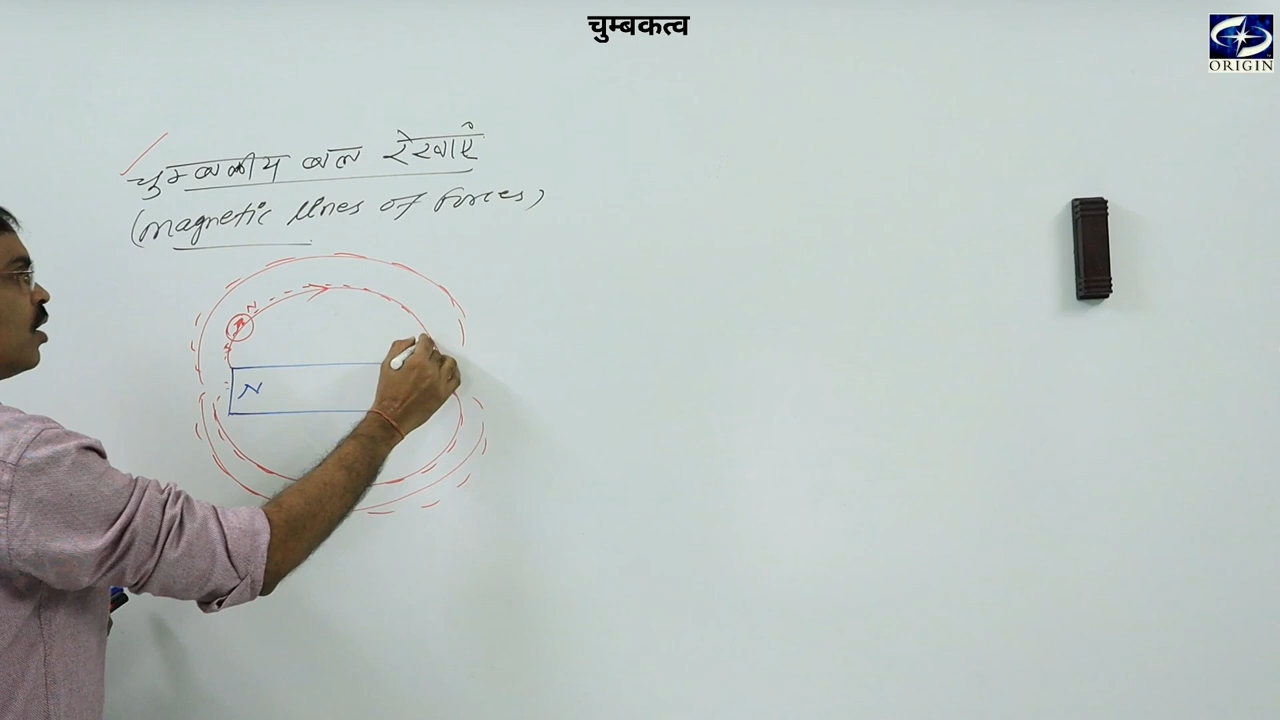 चुम्बकत्व
ORIGIN
चुम्बकीय बल रेखाएँ
(magnetic lines of forces)
N
N